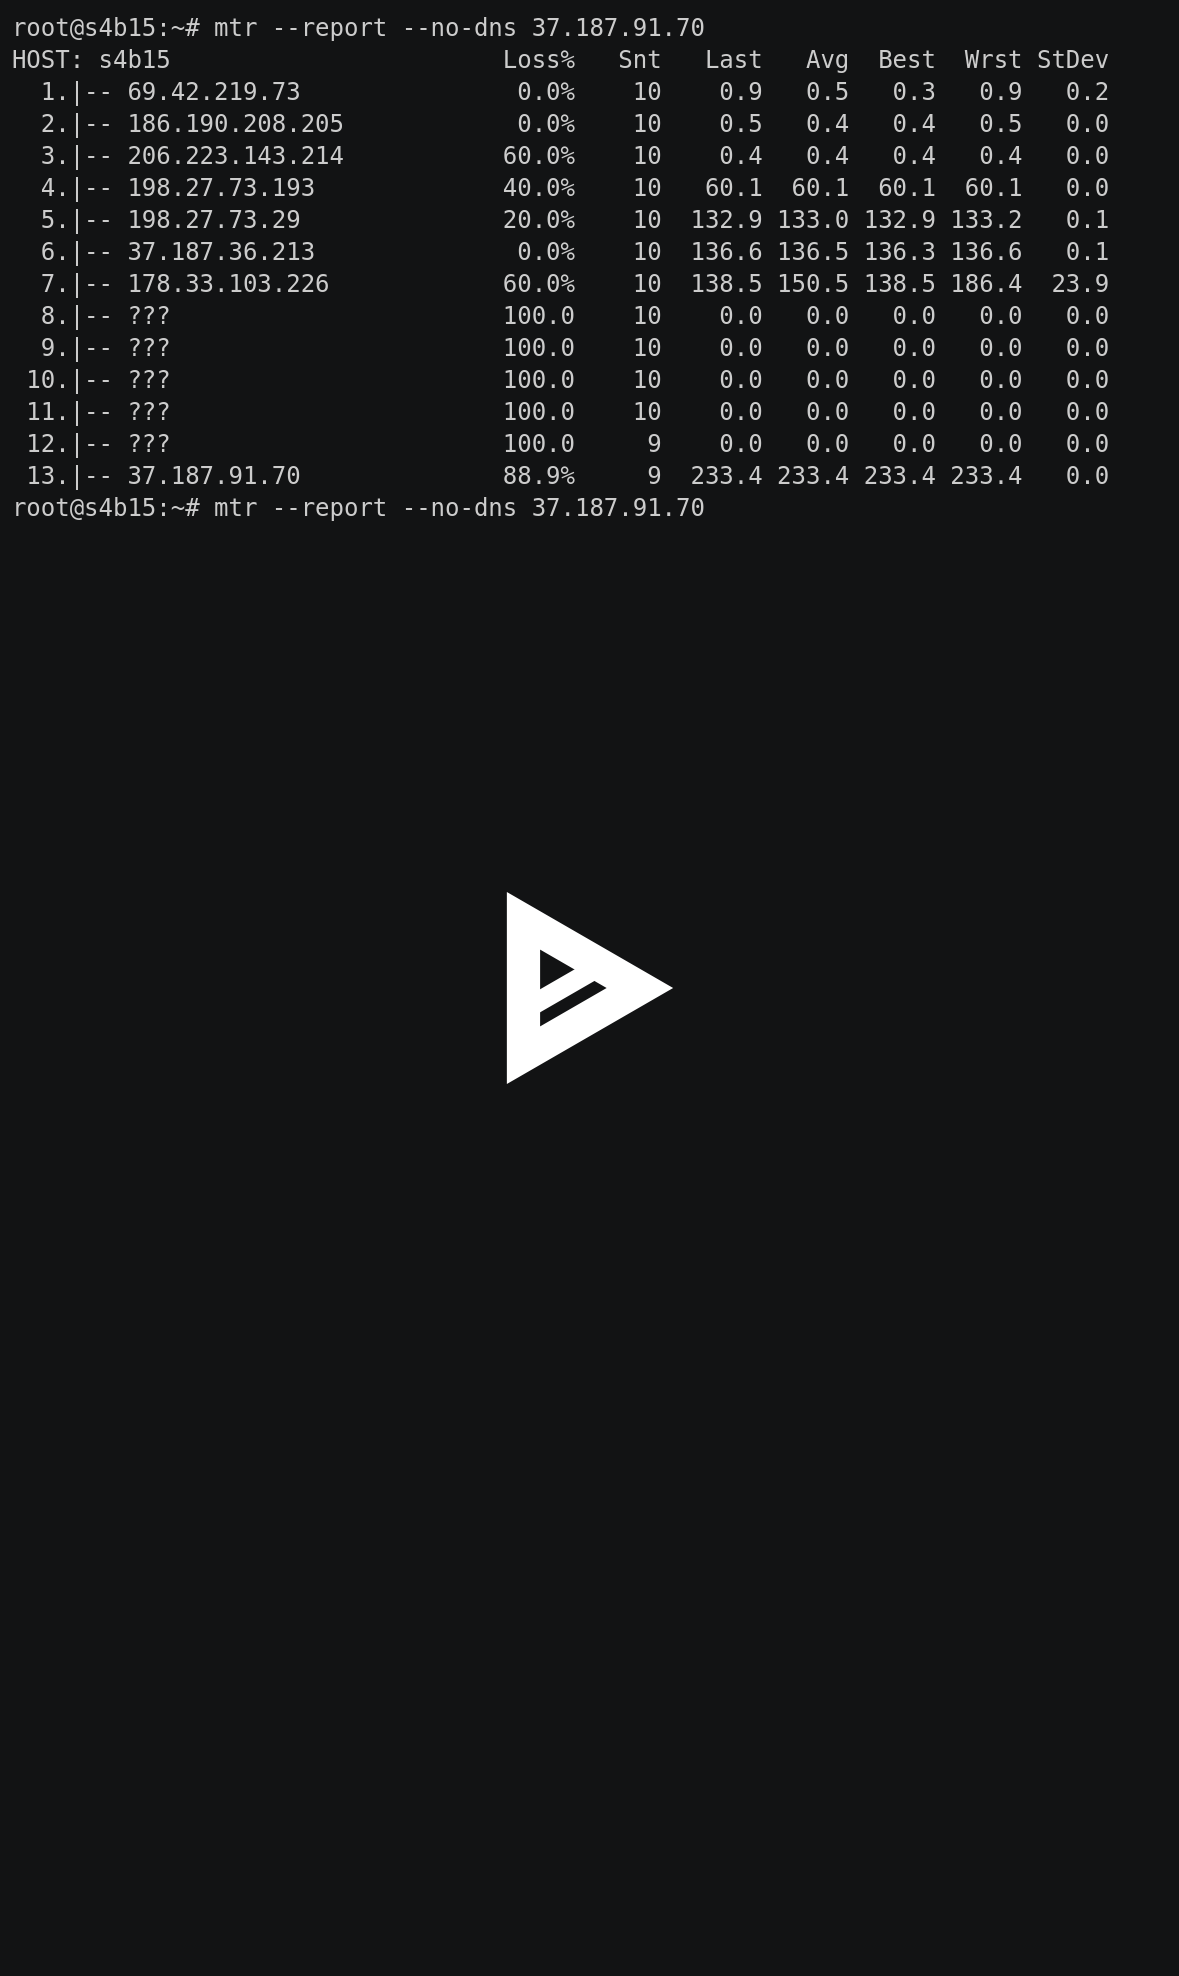 root@s4b15:~# mtr --report --no-dns 37.187.91.70
HOST: s4b15                       Loss%   Snt   Last   Avg  Best  Wrst StDev
  1.|-- 69.42.219.73               0.0%    10    0.9   0.5   0.3   0.9   0.2
  2.|-- 186.190.208.205            0.0%    10    0.5   0.4   0.4   0.5   0.0
  3.|-- 206.223.143.214           60.0%    10    0.4   0.4   0.4   0.4   0.0
  4.|-- 198.27.73.193             40.0%    10   60.1  60.1  60.1  60.1   0.0
  5.|-- 198.27.73.29              20.0%    10  132.9 133.0 132.9 133.2   0.1
  6.|-- 37.187.36.213              0.0%    10  136.6 136.5 136.3 136.6   0.1
  7.|-- 178.33.103.226            60.0%    10  138.5 150.5 138.5 186.4  23.9
  8.|-- ???                       100.0    10    0.0   0.0   0.0   0.0   0.0
  9.|-- ???                       100.0    10    0.0   0.0   0.0   0.0   0.0
 10.|-- ???                       100.0    10    0.0   0.0   0.0   0.0   0.0
 11.|-- ???                       100.0    10    0.0   0.0   0.0   0.0   0.0
 12.|-- ???                       100.0     9    0.0   0.0   0.0   0.0   0.0
 13.|-- 37.187.91.70              88.9%     9  233.4 233.4 233.4 233.4   0.0
root@s4b15:~# mtr --report --no-dns 37.187.91.70